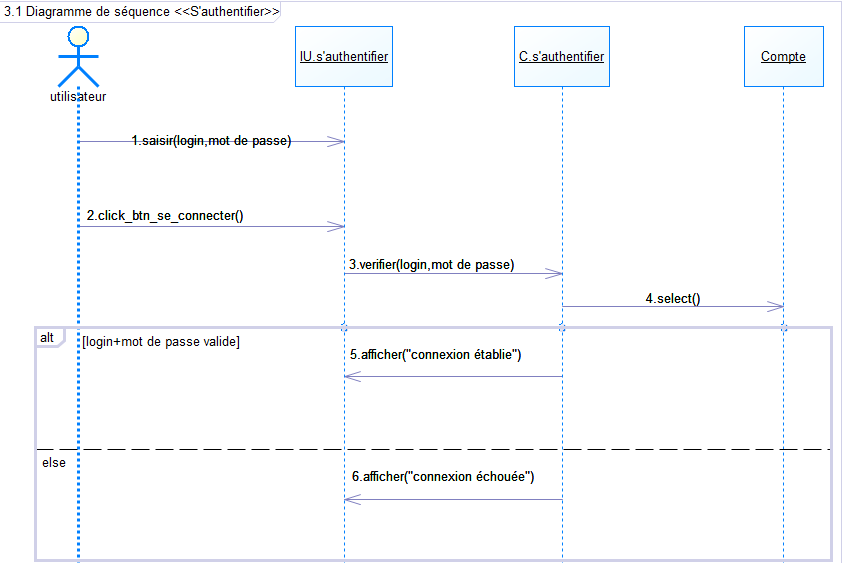 3.1 Diagramme de séquence <<S'authentifier>>
utilisateur
IU.s'authentifier
C.s'authentifier
Compte
1.saisir(login,mot de passe)
2.click_btn_se_connecter()
3.verifier(login,mot de passe)
4.select()
alt
[login+mot de passe valide]
5.afficher("connexion établie")
else
6.afficher("connexion échouée")